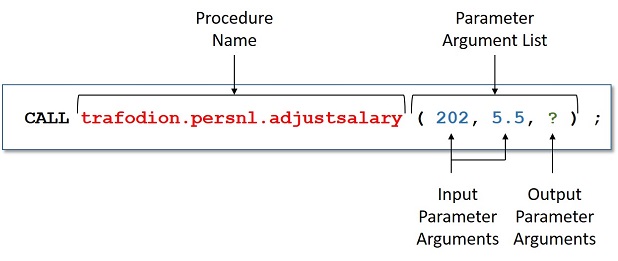 Procedure
Name
Parameter
Argument List
CALL trafodion.persnl.adjustsalary ( 202, 5.5, ? ) ;
Input
Parameter
Arguments
Output
Parameter
Arguments